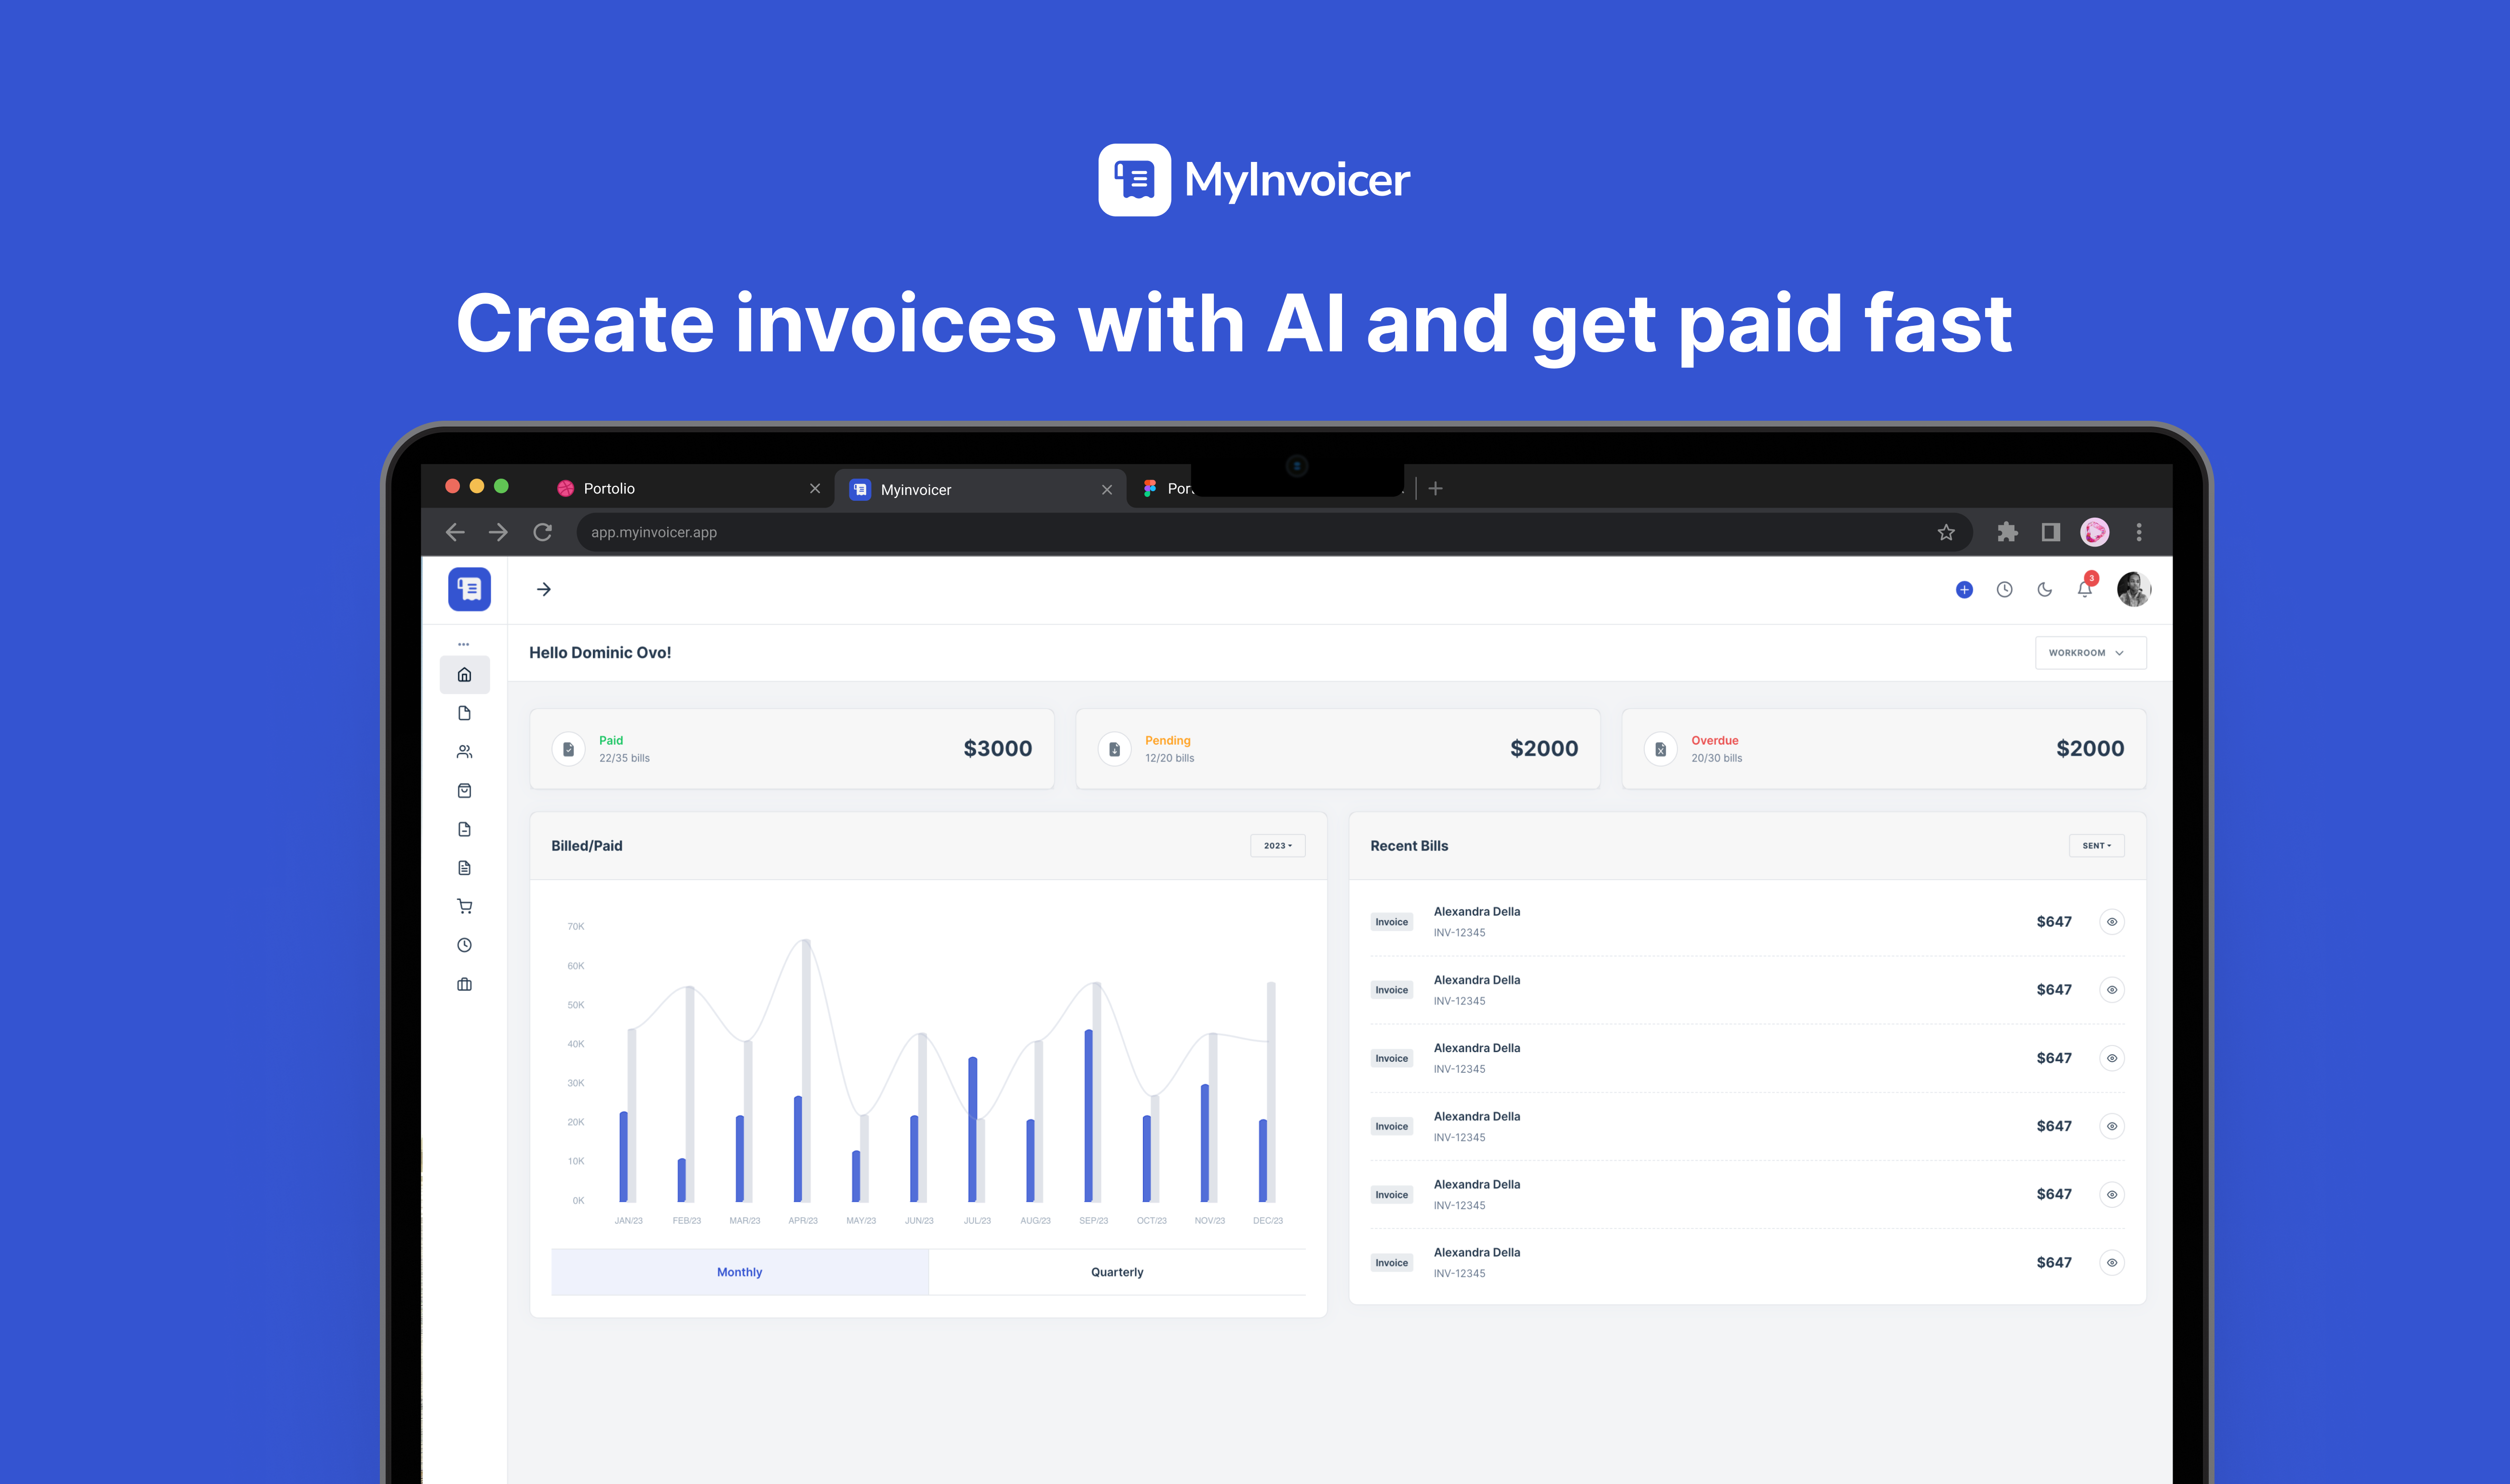 MyInvoicer
Create invoices with AI and get paid fast
Portolio
Myinvoicer
app.myinvoicer.app
3
Hello Dominic Ovo!
WORKROOM
Paid
22/35 bills
$3000
Pending
12/20 bills
$2000
Overdue
20/30 bills
$2000
Billed/Paid
2023
70K
60K
50K
40K
30K
20K
10K
0K
JAN/23 FEB/23 MAR/23 APR/23 MAY/23 JUN/23 JUL/23 AUG/23 SEP/23 OCT/23 NOV/23 DEC/23
Monthly
Quarterly
Recent Bills
SENT
Invoice
Alexandra Della
INV-12345
$647
Invoice
Alexandra Della
INV-12345
$647
Invoice
Alexandra Della
INV-12345
$647
Invoice
Alexandra Della
INV-12345
$647
Invoice
Alexandra Della
INV-12345
$647
Invoice
Alexandra Della
INV-12345
$647